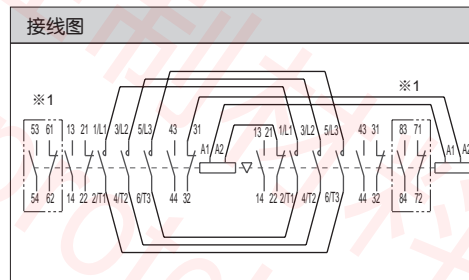 接线图
※1
※1
53 61 13 21 1/L1 3/L2 5/L3 43 31 A1 A2 13 21 1/L1 3/L2 5/L3 43 31 83 71 A1 A2
54 62 14 22 2/T1 4/T2 6/T3 44 32 14 22 2/T1 4/T2 6/T3 44 32 84 72